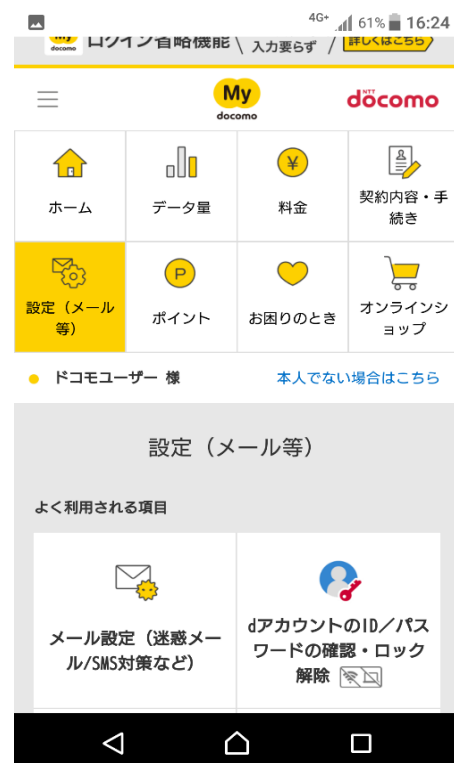 4G+ 61% 16:24
My docomo ログイン省略機能 \ 入力要らず / 詳しくはこちら
My
docomo
NTT
döcomo
ホーム
データ量
¥
料金
契約内容・手
続き
設定（メール
等）
P
ポイント
お困りのとき
オンラインシ
ョップ
ドコモユーザー 様
本人でない場合はこちら
設定（メール等）
よく利用される項目
メール設定（迷惑メー
ル/SMS対策など）
dアカウントのID／パス
ワードの確認・ロック
解除